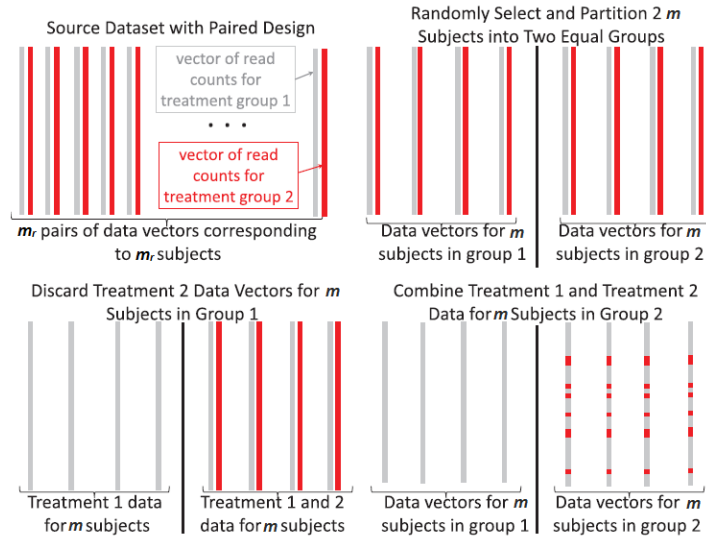 Source Dataset with Paired Design
vector of read
counts for
treatment group 1
. . .
vector of read
counts for
treatment group 2
mr pairs of data vectors corresponding
to mr subjects
Randomly Select and Partition 2 m
Subjects into Two Equal Groups
Data vectors for m
subjects in group 1
Data vectors for m
subjects in group 2
Discard Treatment 2 Data Vectors for m
Subjects in Group 1
Treatment 1 data
for m subjects
Treatment 1 and 2
data for m subjects
Combine Treatment 1 and Treatment 2
Data for m Subjects in Group 2
Data vectors for m
subjects in group 1
Data vectors for m
subjects in group 2